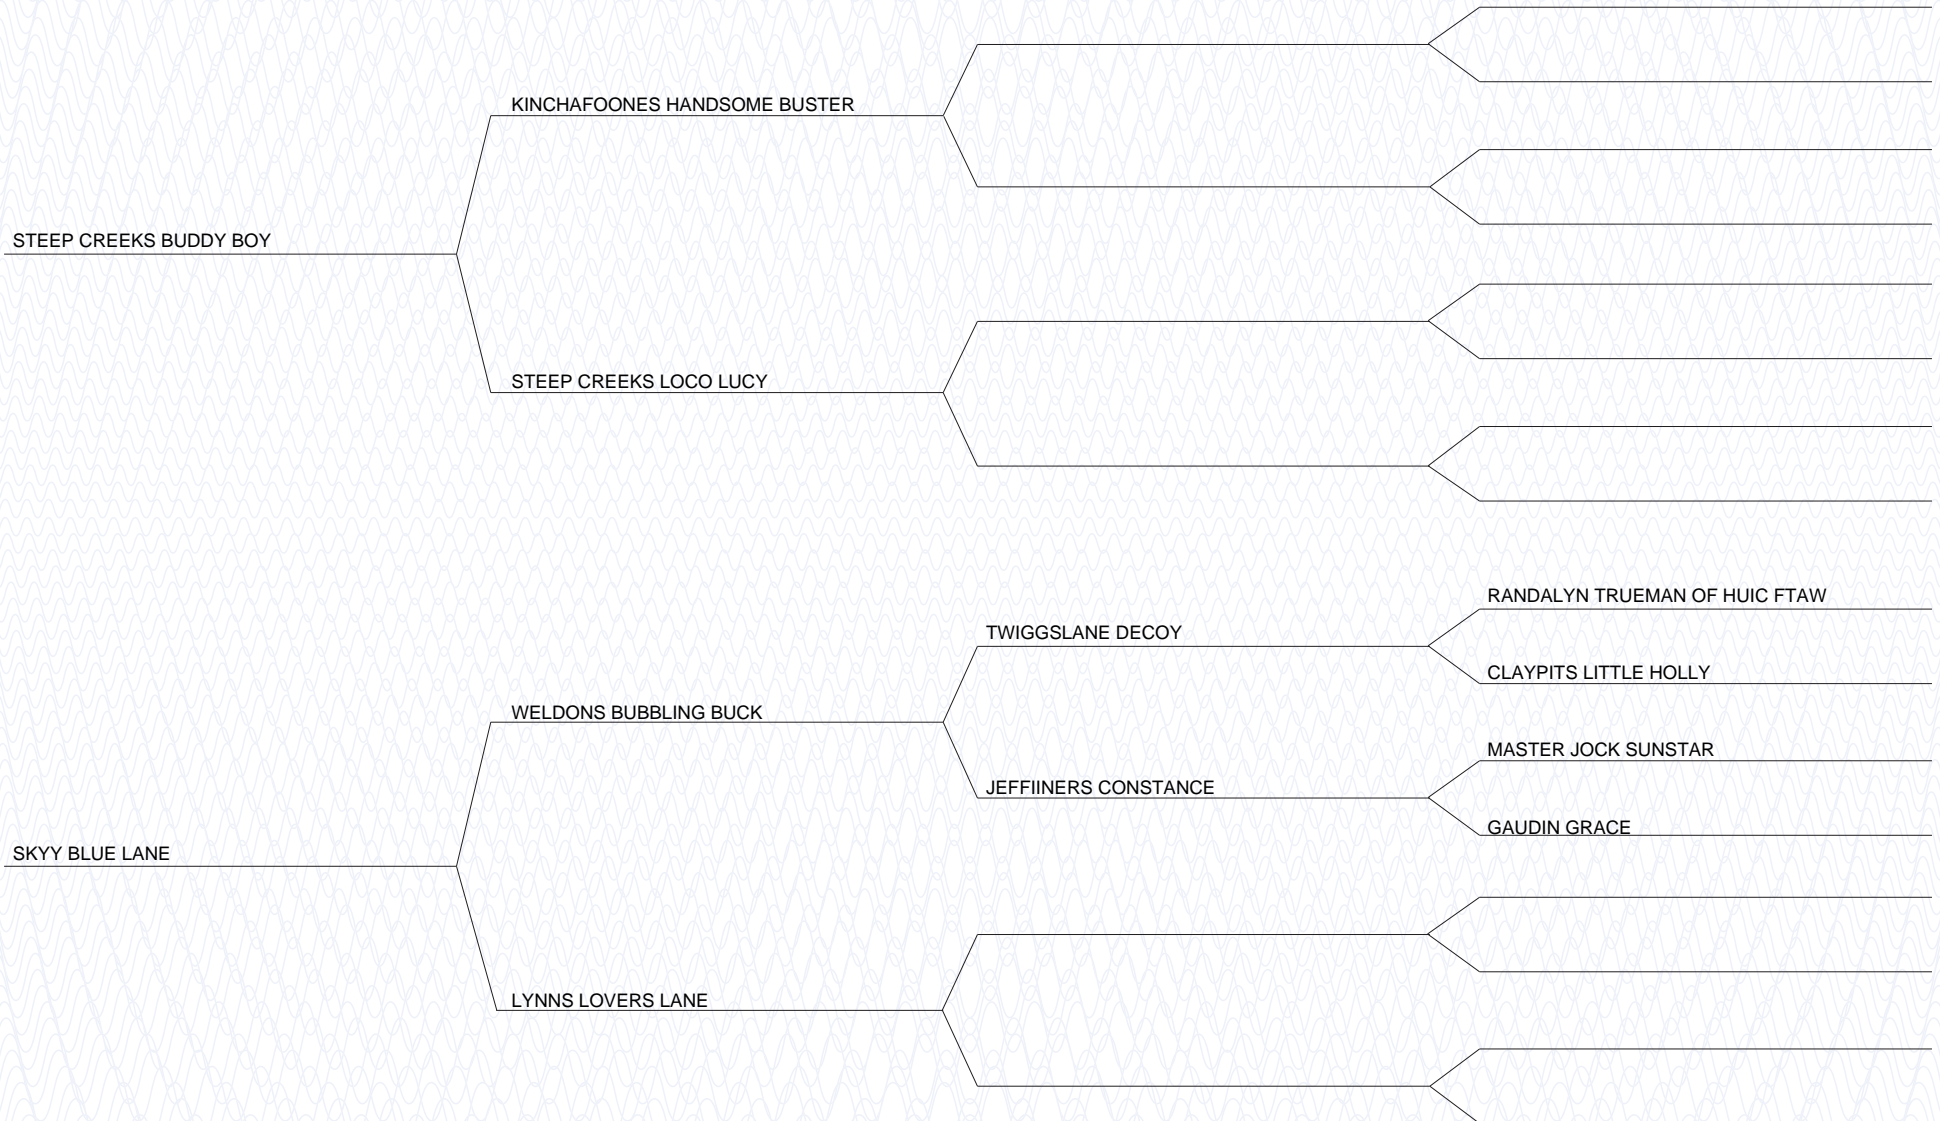 KINCHAFOONES HANDSOME BUSTER
STEEP CREEKS BUDDY BOY
STEEP CREEKS LOCO LUCY
RANDALYN TRUEMAN OF HUIC FTAW
TWIGGSLANE DECOY
CLAYPITS LITTLE HOLLY
WELDONS BUBBLING BUCK
MASTER JOCK SUNSTAR
JEFFIINERS CONSTANCE
GAUDIN GRACE
SKYY BLUE LANE
LYNNS LOVERS LANE